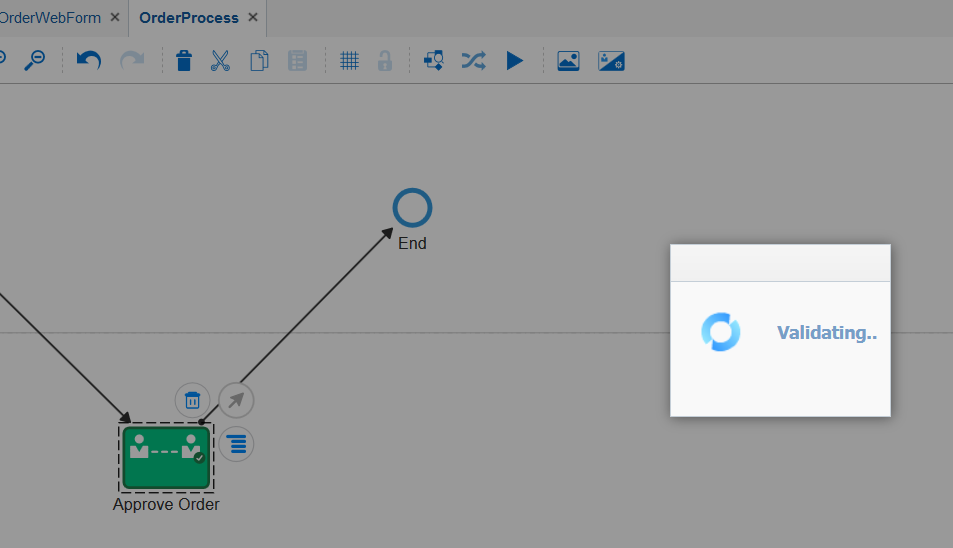 OrderWebForm
OrderProcess
End
Validating..
Approve Order